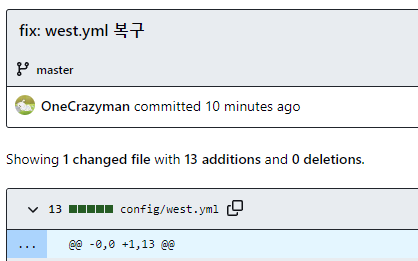 fix: west.yml 복구
master
OneCrazyman committed 10 minutes ago
Showing 1 changed file with 13 additions and 0 deletions.
13 config/west.yml
... @@ -0,0 +1,13 @@